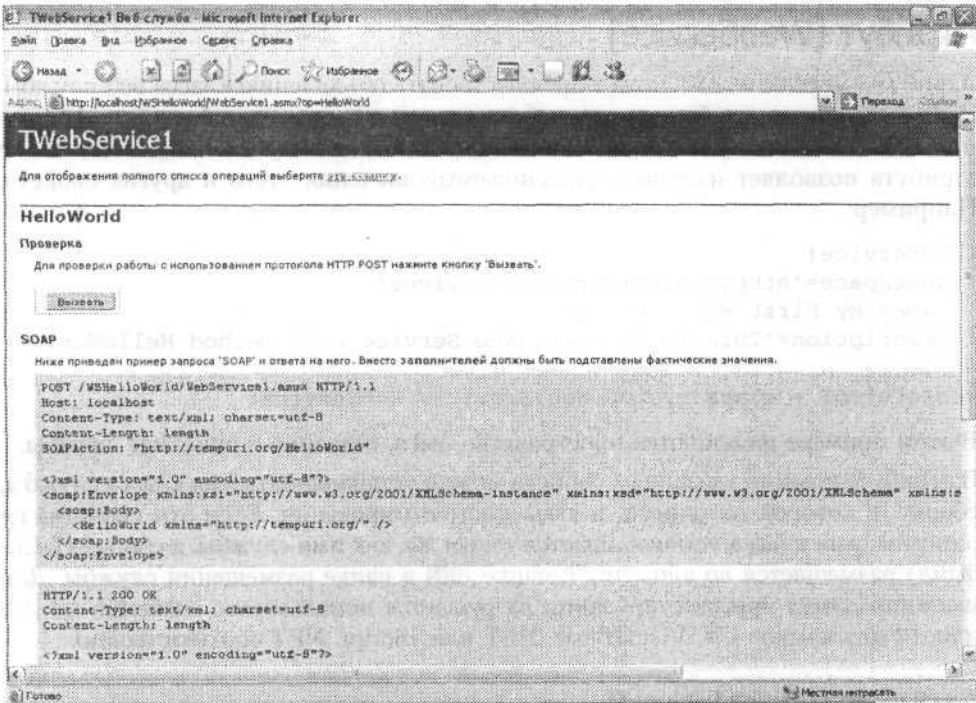 TWebService1 Веб-служба - Microsoft Internet Explorer
Файл Правка Вид Избранное Сервис Справка
Назад Поиск Избранное
Адрес: http://localhost/WSHelloWorld/WebService1.asmx?op=HelloWorld Переход Ссылки »
TWebService1
Для отображения полного списка операций выберите эту ссылку.
HelloWorld
Проверка
Для проверки работы с использованием протокола HTTP POST нажмите кнопку 'Вызвать'.
Вызвать
SOAP
Ниже приведен пример запроса "SOAP" и ответа на него. Вместо заполнителей должны быть подставлены фактические значения.
POST /WSHelloWorld/WebService1.asmx HTTP/1.1
Host: localhost
Content-Type: text/xml; charset=utf-8
Content-Length: length
SOAPAction: "http://tempuri.org/HelloWorld"
<?xml version="1.0" encoding="utf-8"?>
<soap:Envelope xmlns:xsi="http://www.w3.org/2001/XMLSchema-instance" xmlns:xsd="http://www.w3.org/2001/XMLSchema" xmlns:s
<soap:Body>
<HelloWorld xmlns="http://tempuri.org/" />
</soap:Body>
</soap:Envelope>
HTTP/1.1 200 OK
Content-Type: text/xml; charset=utf-8
Content-Length: length
<?xml version="1.0" encoding="utf-8"?>
Готово
Местная интрасеть